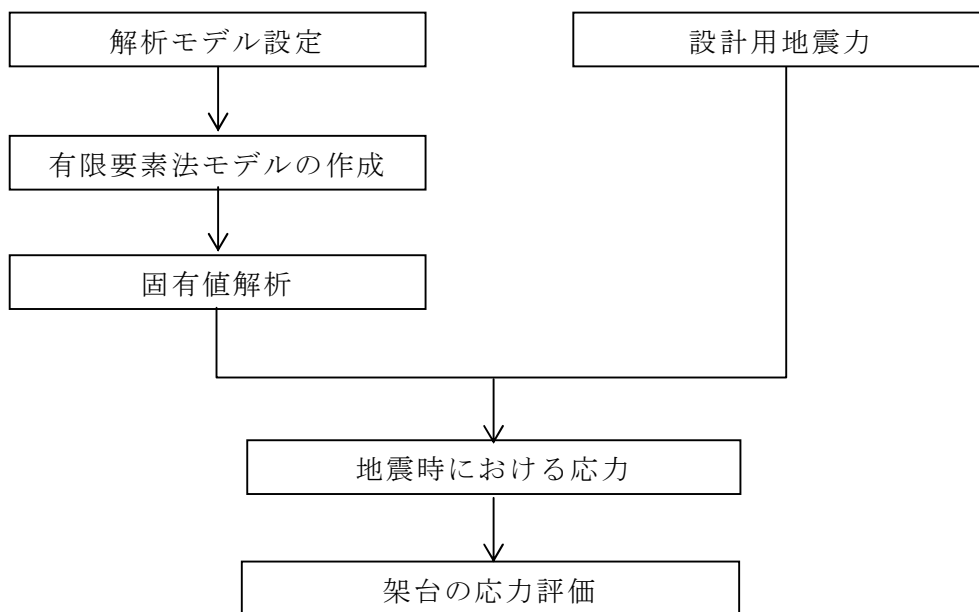 解析モデル設定
設計用地震力
有限要素法モデルの作成
固有値解析
地震時における応力
架台の応力評価